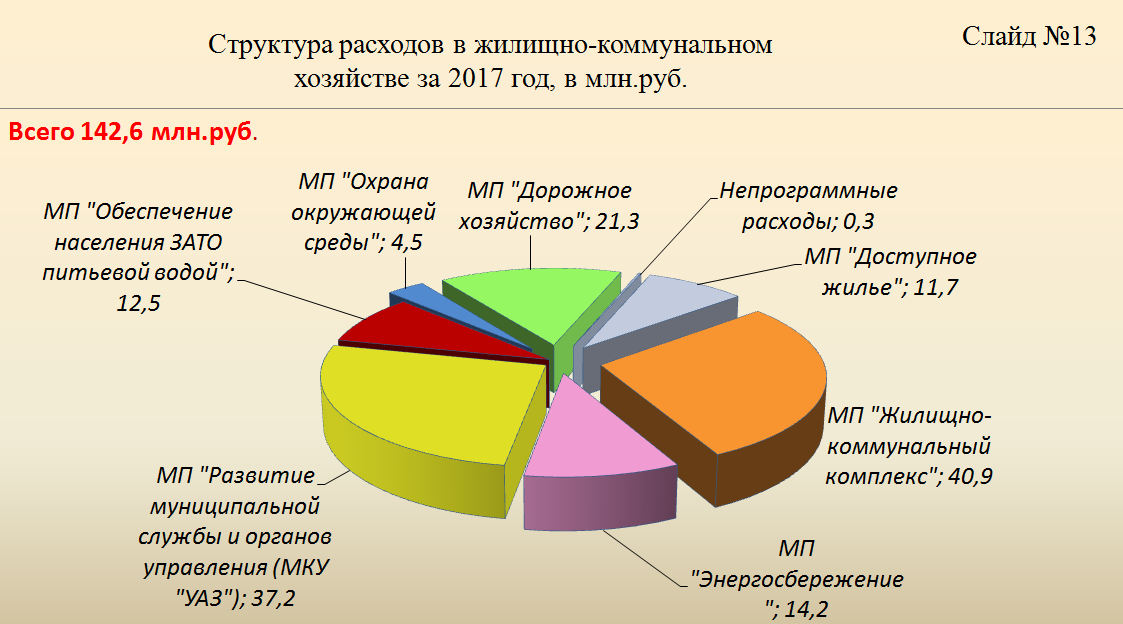 Слайд №13
Структура расходов в жилищно-коммунальном
хозяйстве за 2017 год, в млн.руб.
Всего 142,6 млн.руб.
МП "Обеспечение
населения ЗАТО
питьевой водой";
12,5
МП "Охрана
окружающей
среды"; 4,5
МП "Дорожное
хозяйство"; 21,3
Непрограммные
расходы; 0,3
МП "Доступное
жилье"; 11,7
МП "Жилищно-
коммунальный
комплекс"; 40,9
МП
"Энергосбережение
"; 14,2
МП "Развитие
муниципальной
службы и органов
управления (МКУ
"УАЗ"); 37,2